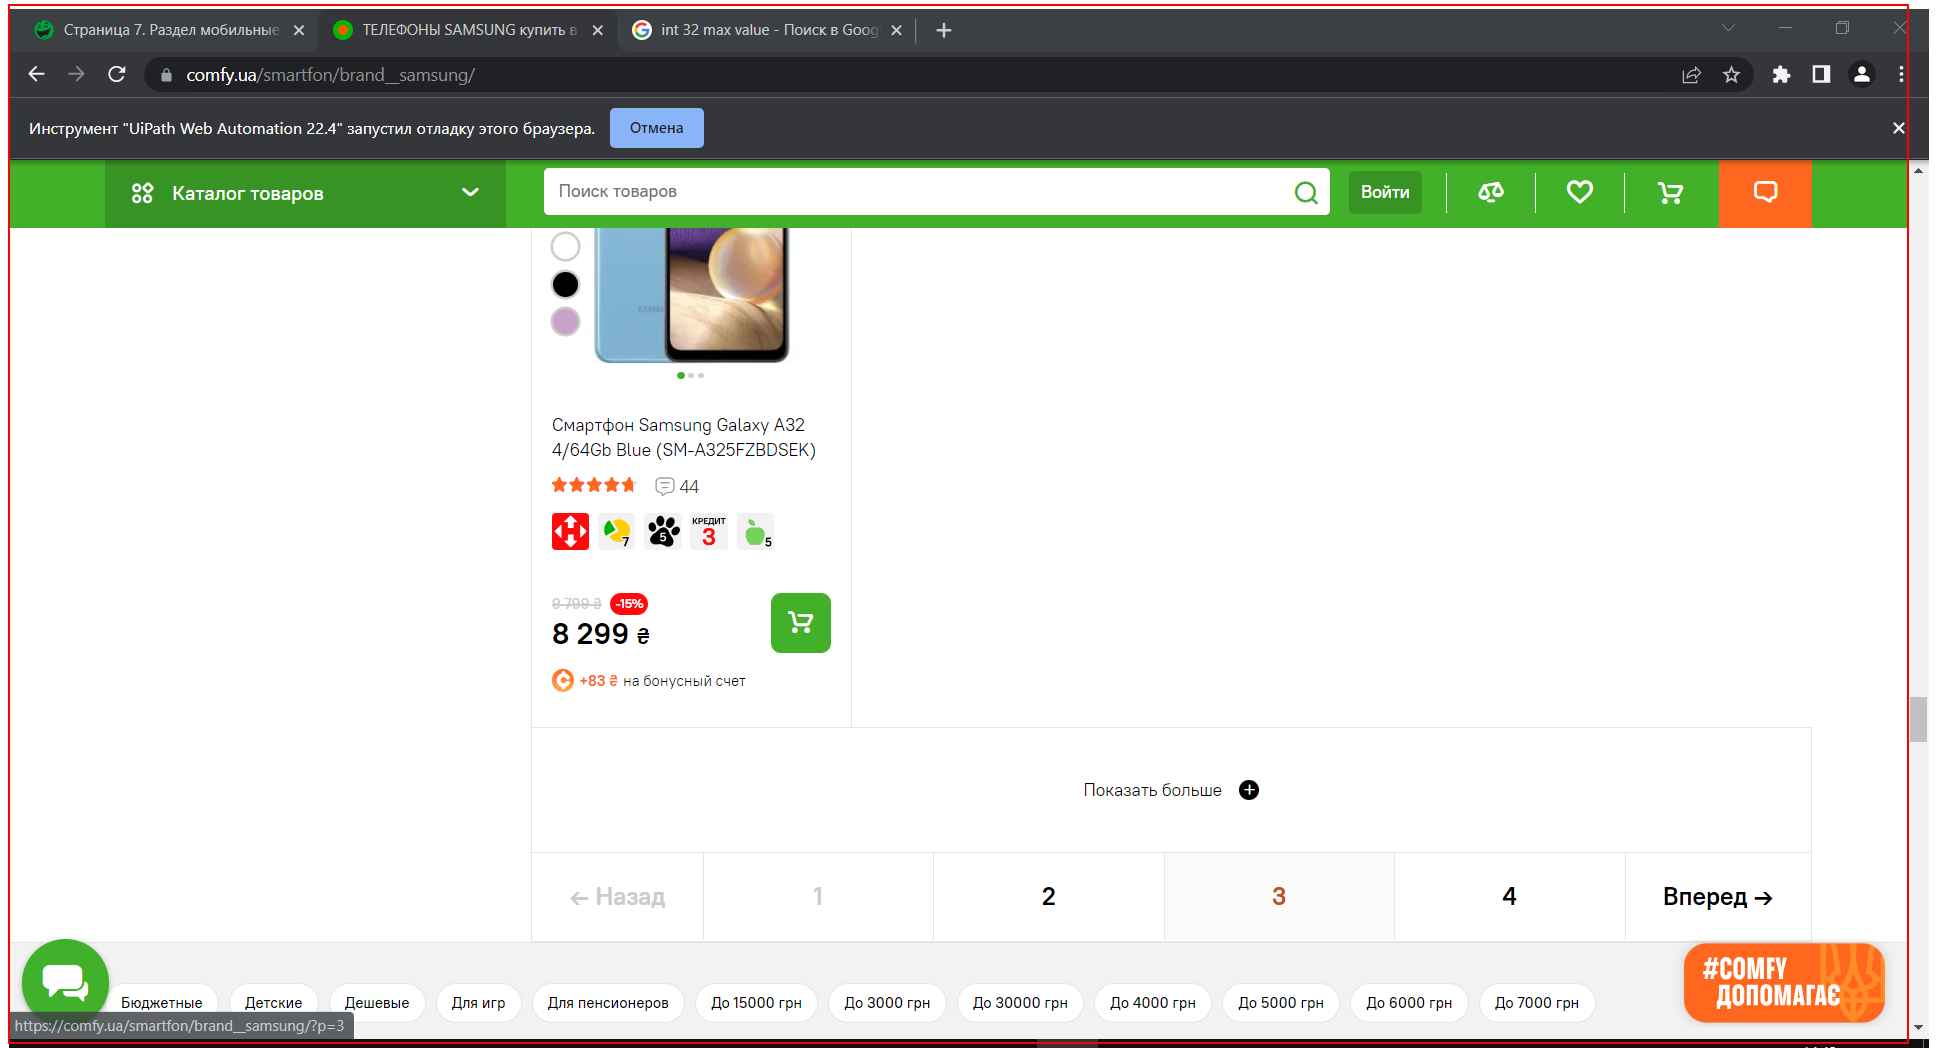 Страница 7. Раздел мобильные
ТЕЛЕФОНЫ SAMSUNG купить в
int 32 max value - Поиск в Goog
comfy.ua/smartfon/brand__samsung/
Инструмент "UiPath Web Automation 22.4" запустил отладку этого браузера.
Отмена
Каталог товаров
Поиск товаров
Войти
SAMS
Смартфон Samsung Galaxy A32
4/64Gb Blue (SM-A325FZBDSEK)
44
7
5
КРЕДИТ
3
5
9 799 ₴
-15%
8 299 ₴
+83 ₴ на бонусный счет
Показать больше
← Назад
1
2
3
4
Вперед →
#COMFY
ДОПОМАГАЄ
Бюджетные
Детские
Дешевые
Для игр
Для пенсионеров
До 15000 грн
До 3000 грн
До 30000 грн
До 4000 грн
До 5000 грн
До 6000 грн
До 7000 грн
https://comfy.ua/smartfon/brand__samsung/?p=3